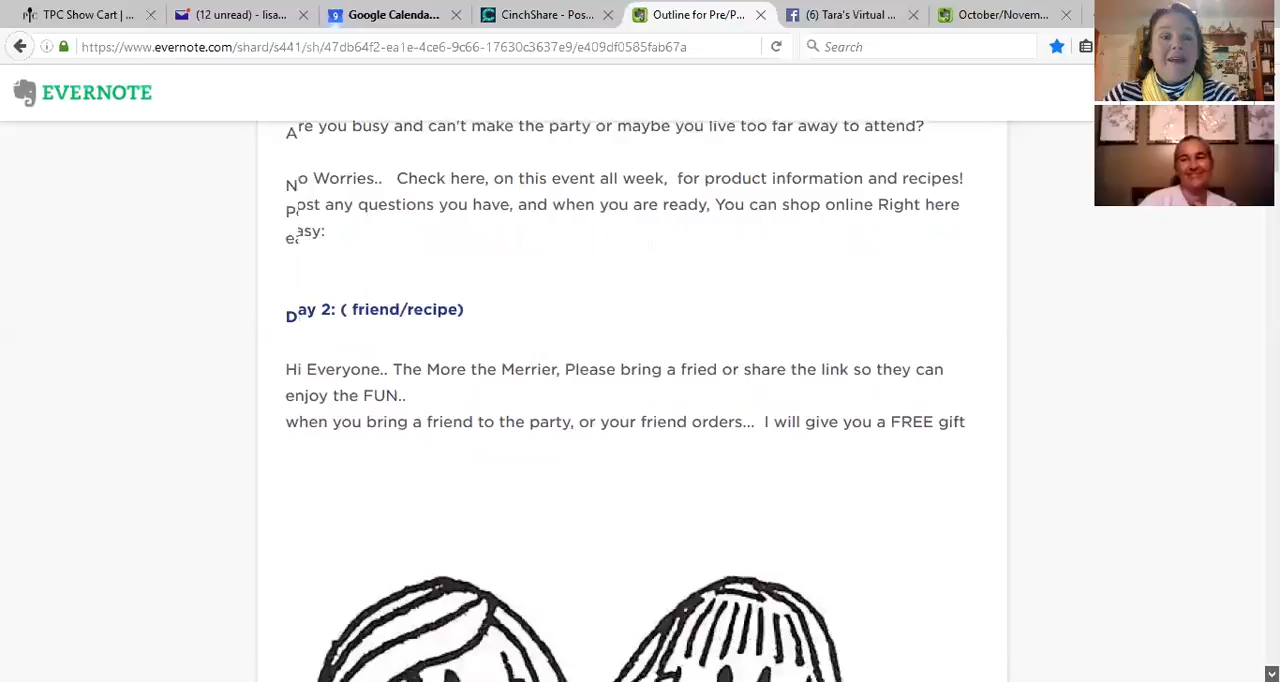 TPC Show Cart | ...
(12 unread) - lisa...
Google Calenda...
CinchShare - Pos...
Outline for Pre/P...
(6) Tara's Virtual ...
October/Novem...
https://www.evernote.com/shard/s441/sh/47db64f2-ea1e-4ce6-9c66-17630c3637e9/e409df0585fab67a
Search
EVERNOTE
Are you busy and can't make the party or maybe you live too far away to attend?
No Worries.. Check here, on this event all week, for product information and recipes!
Post any questions you have, and when you are ready, You can shop online Right here
easy:
Day 2: ( friend/recipe)
Hi Everyone.. The More the Merrier, Please bring a fried or share the link so they can
enjoy the FUN..
when you bring a friend to the party, or your friend orders... I will give you a FREE gift